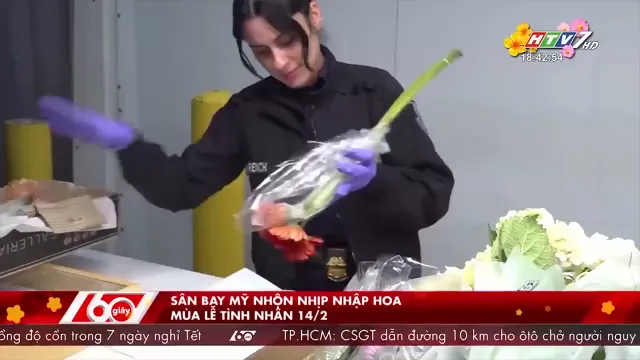 HTV7 HD
18:42:54
REICH
GALLERIA
60 giây
SÂN BAY MỸ NHỘN NHỊP NHẬP HOA
MÙA LỄ TÌNH NHÂN 14/2
ổng độ cồn trong 7 ngày nghỉ Tết TP.HCM: CSGT dẫn đường 10 km cho ôtô chở người nguy